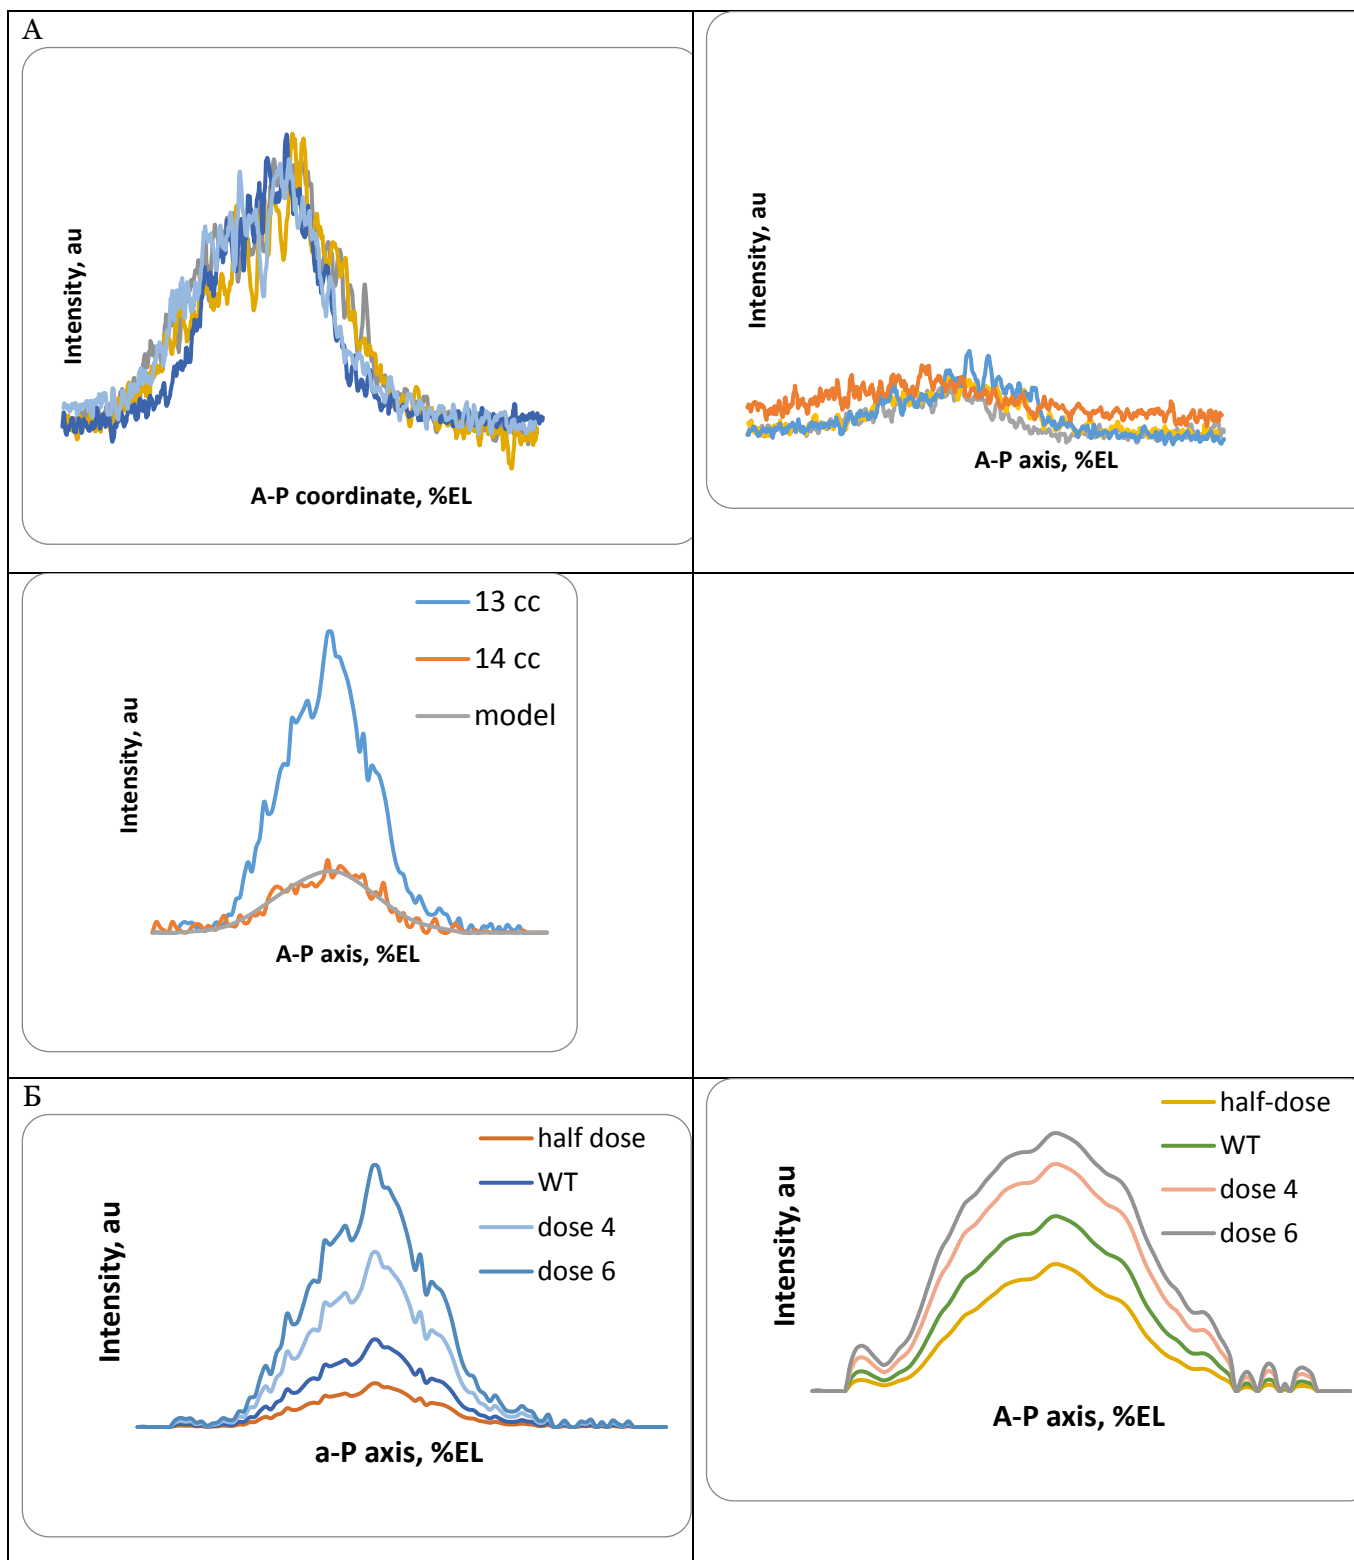 А
Intensity, au
A-P coordinate, %EL
Intensity, au
A-P axis, %EL
13 cc
14 cc
model
Intensity, au
A-P axis, %EL
Б
half dose
WT
dose 4
dose 6
Intensity, au
a-P axis, %EL
half-dose
WT
dose 4
dose 6
Intensity, au
A-P axis, %EL